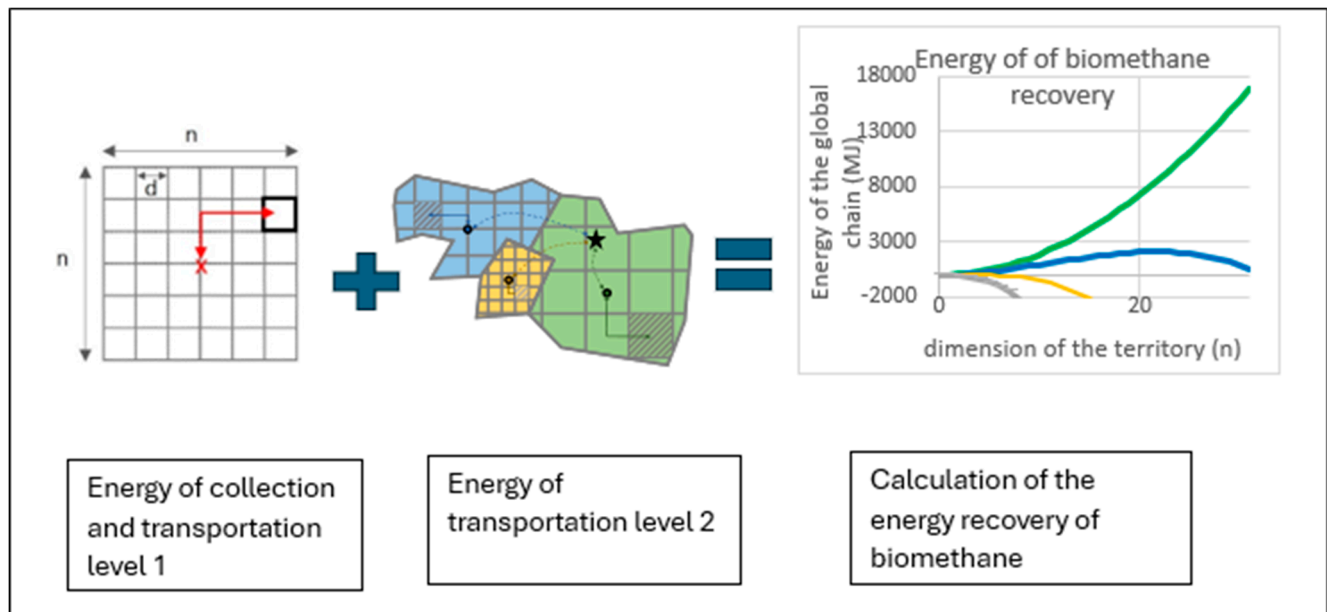 n
d
n
Energy of of biomethane
recovery
18000
13000
8000
3000
-2000
0
20
Energy of the global
chain (MJ)
dimension of the territory (n)
Energy of collection
and transportation
level 1
Energy of
transportation level 2
Calculation of the
energy recovery of
biomethane